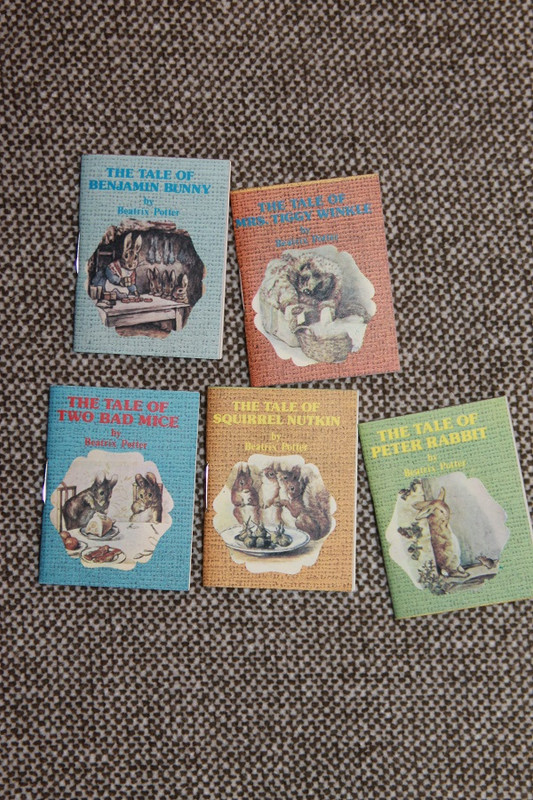 THE TALE OF
BENJAMIN BUNNY
by
Beatrix Potter
THE TALE OF
MRS. TIGGY WINKLE
by
Beatrix Potter
THE TALE OF
TWO BAD MICE
by
Beatrix Potter
THE TALE OF
SQUIRREL NUTKIN
by
Beatrix Potter
THE TALE OF
PETER RABBIT
by
Beatrix Potter